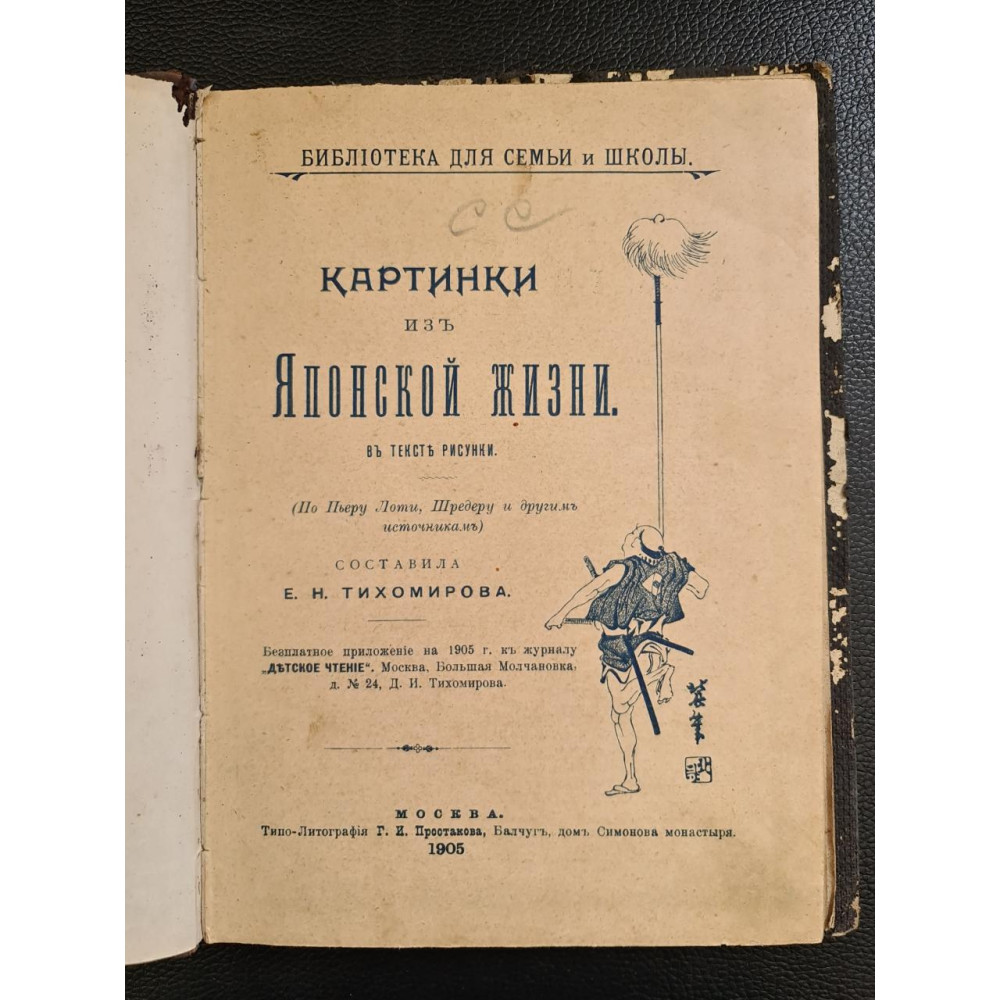 БИБЛІОТЕКА ДЛЯ СЕМЬИ и ШКОЛЫ.
КАРТИНКИ
ИЗЪ
ЯПОНСКОЙ ЖИЗНИ.
ВЪ ТЕКСТѢ РИСУНКИ.
(По Пьеру Лоти, Шредеру и другимъ
источникамъ)
СОСТАВИЛА
Е. Н. ТИХОМИРОВА.
Безплатное приложеніе на 1905 г. къ журналу
„ДѢТСКОЕ ЧТЕНІЕ". Москва, Большая Молчановка,
д. № 24, Д. И. Тихомирова.
МОСКВА.
Типо-Литографія Г. И. Простакова, Балчугъ, домъ Симонова монастыря.
1905